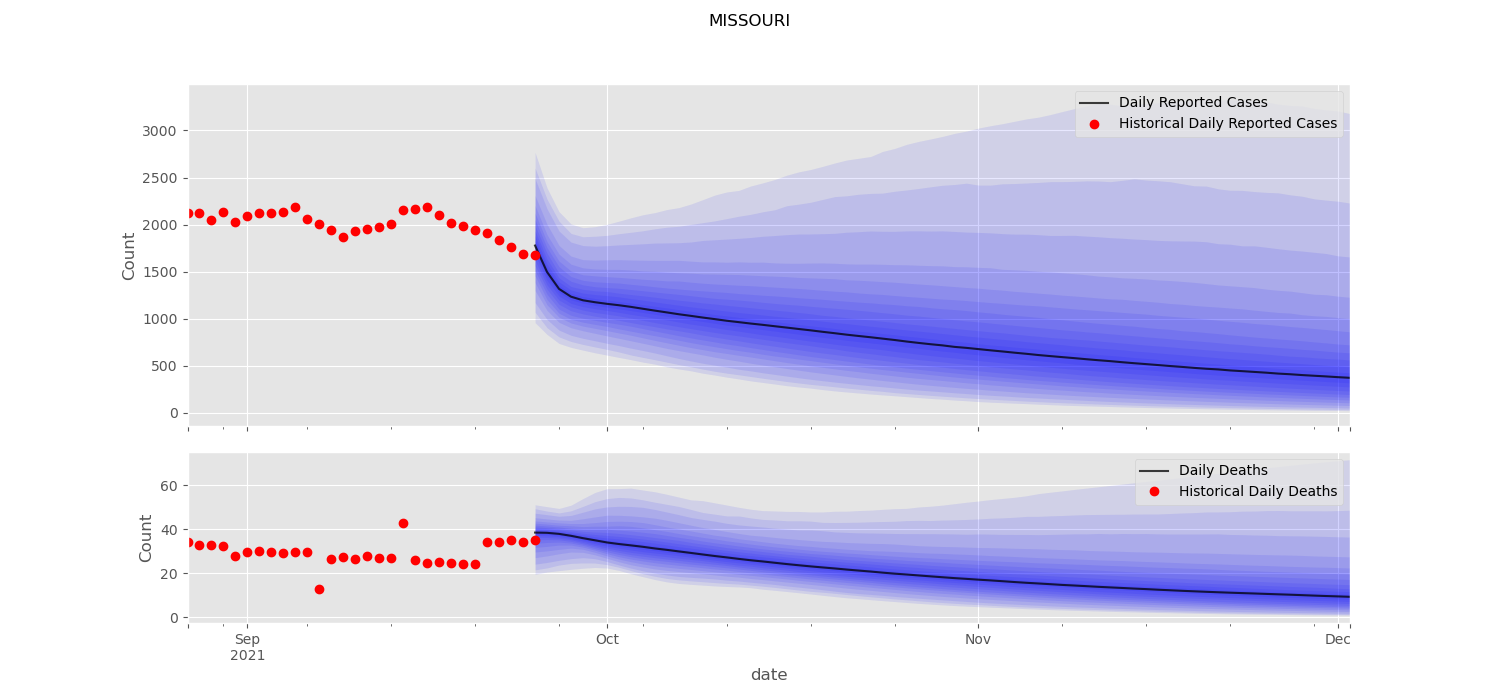 MISSOURI
Daily Reported Cases
Historical Daily Reported Cases
3000
2500
2000
1500
1000
500
0
Count
Daily Deaths
Historical Daily Deaths
60
40
20
0
Count
Sep
2021
Oct
Nov
Dec
date